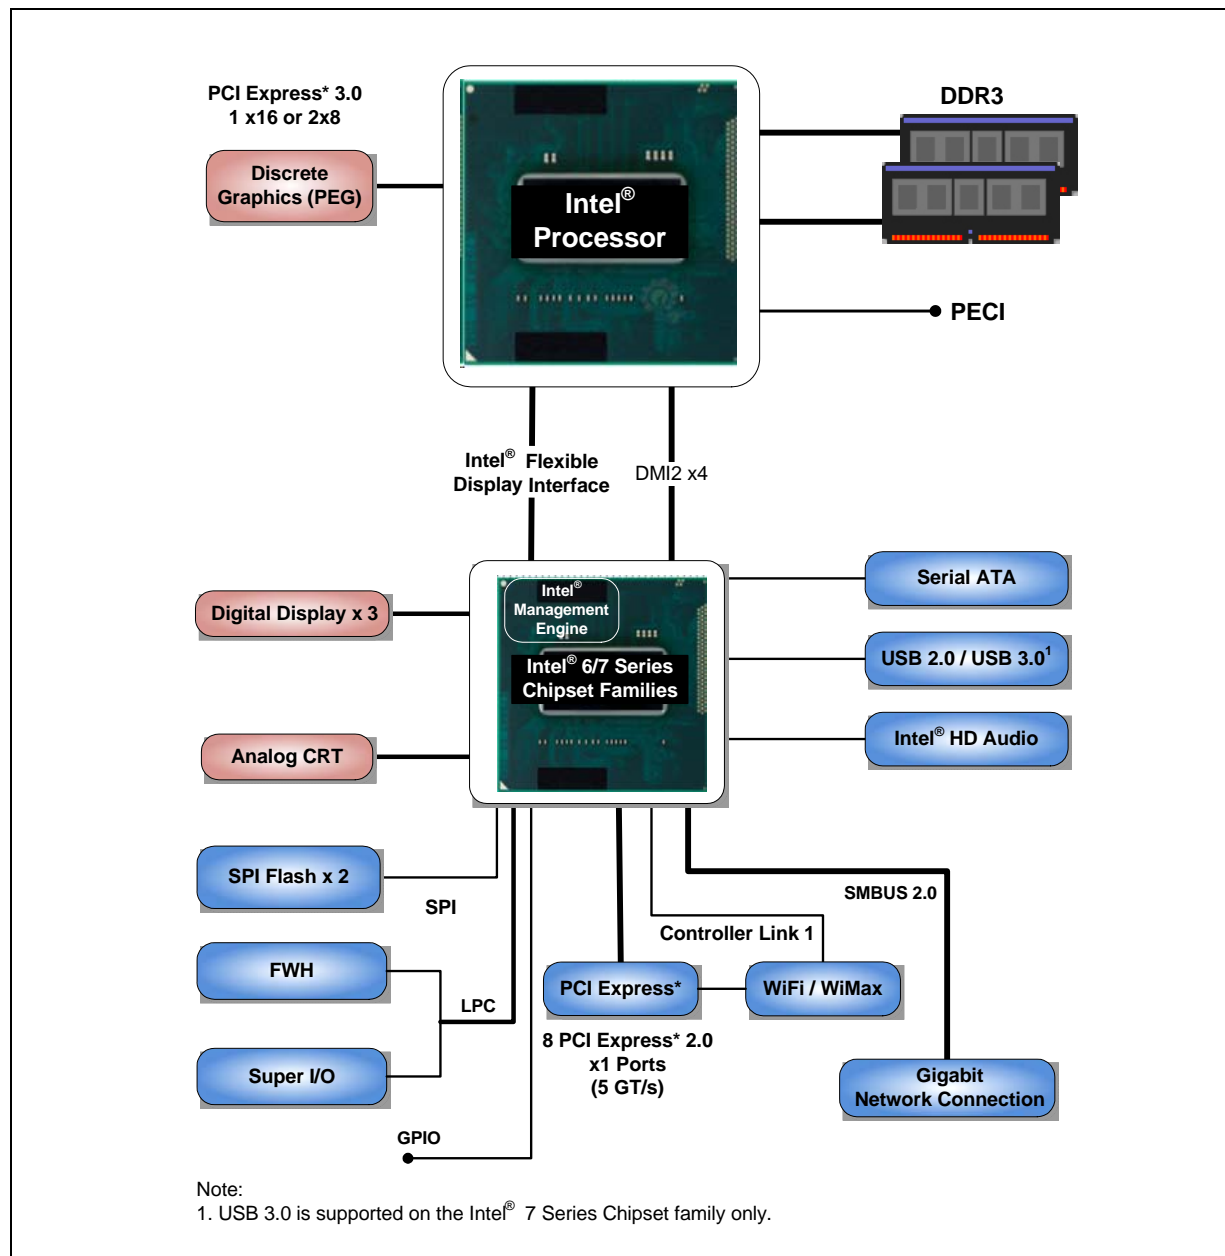 PCI Express* 3.0
1 x16 or 2x8
Discrete
Graphics (PEG)
Intel®
Processor
DDR3
PECI
Intel® Flexible
Display Interface
DMI2 x4
Intel®
Management
Engine
Intel® 6/7 Series
Chipset Families
Digital Display x 3
Analog CRT
Serial ATA
USB 2.0 / USB 3.0¹
Intel® HD Audio
SPI Flash x 2
SPI
FWH
LPC
Super I/O
GPIO
SMBUS 2.0
Controller Link 1
PCI Express*
WiFi / WiMax
8 PCI Express* 2.0
x1 Ports
(5 GT/s)
Gigabit
Network Connection
Note:
1. USB 3.0 is supported on the Intel® 7 Series Chipset family only.